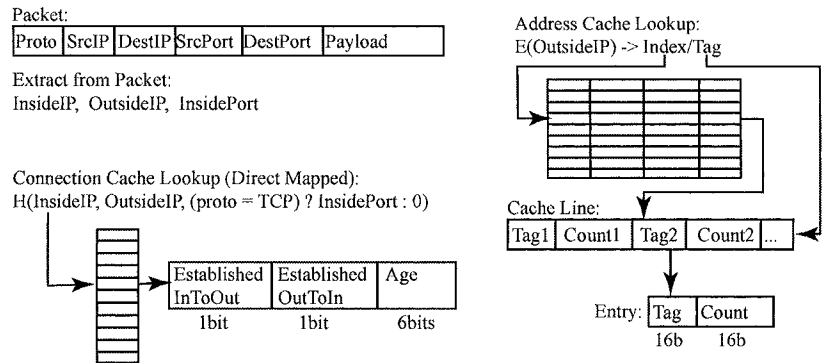 Packet:
Proto SrcIP DestIP SrcPort DestPort Payload
Extract from Packet:
InsideIP, OutsideIP, InsidePort
Connection Cache Lookup (Direct Mapped):
H(InsideIP, OutsideIP, (proto = TCP) ? InsidePort : 0)
Established InToOut
Established OutToIn
Age
1bit 1bit 6bits
Address Cache Lookup:
E(OutsideIP) -> Index/Tag
Cache Line:
Tag1 Count1 Tag2 Count2 ...
Entry: Tag Count
16b 16b